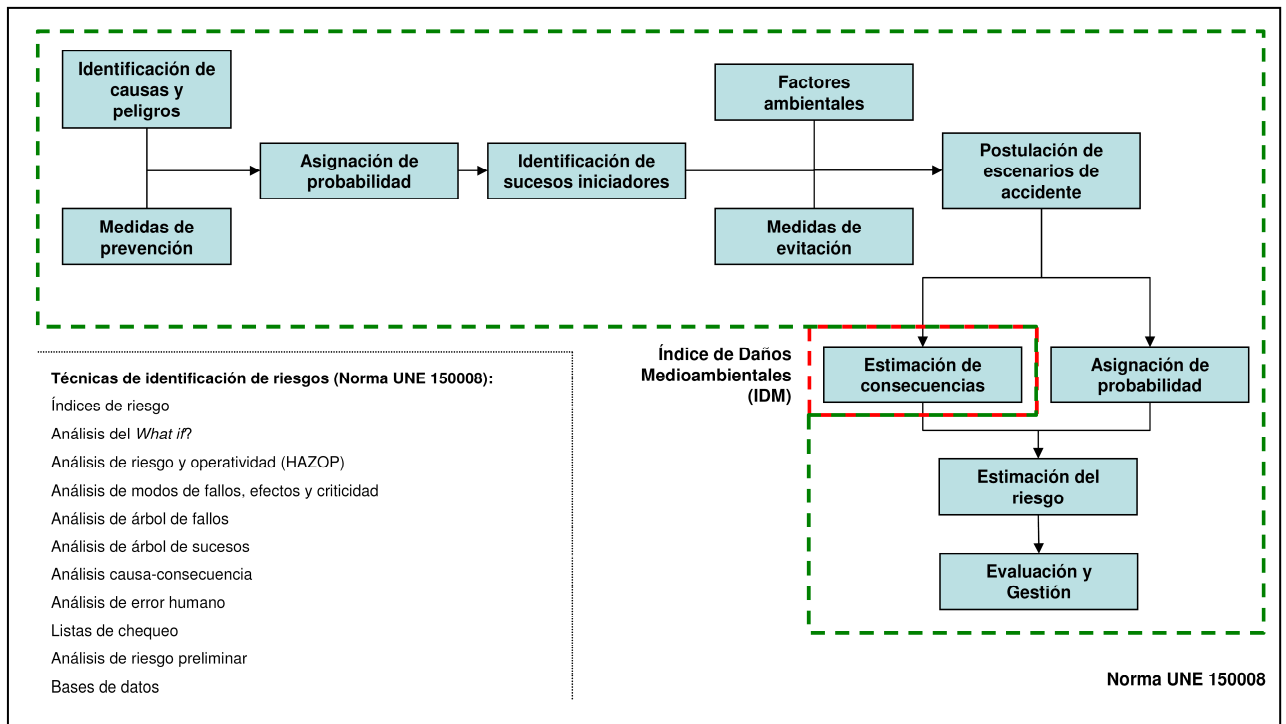 Identificación de
causas y
peligros
Medidas de
prevención
Asignación de
probabilidad
Identificación de
sucesos iniciadores
Factores
ambientales
Medidas de
evitación
Postulación de
escenarios de
accidente
Índice de Daños
Medioambientales
(IDM)
Estimación de
consecuencias
Asignación de
probabilidad
Estimación del
riesgo
Evaluación y
Gestión
Técnicas de identificación de riesgos (Norma UNE 150008):
Índices de riesgo
Análisis del What if?
Análisis de riesgo y operatividad (HAZOP)
Análisis de modos de fallos, efectos y criticidad
Análisis de árbol de fallos
Análisis de árbol de sucesos
Análisis causa-consecuencia
Análisis de error humano
Listas de chequeo
Análisis de riesgo preliminar
Bases de datos
Norma UNE 150008